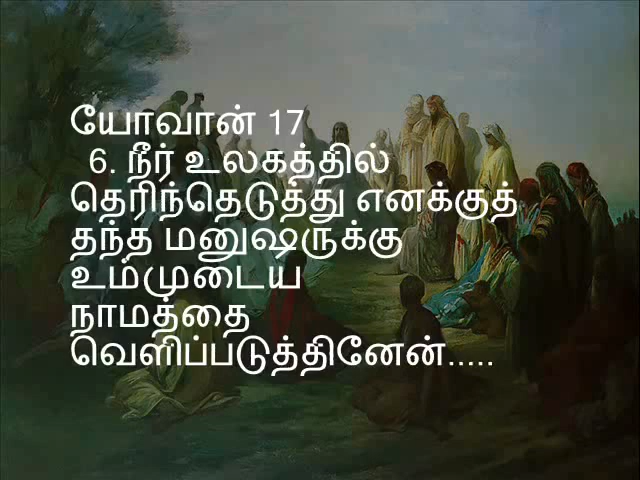 யோவான் 17
6. நீர் உலகத்தில்
தெரிந்தெடுத்து எனக்குத்
தந்த மனுஷருக்கு
உம்முடைய
நாமத்தை
வெளிப்படுத்தினேன்.....